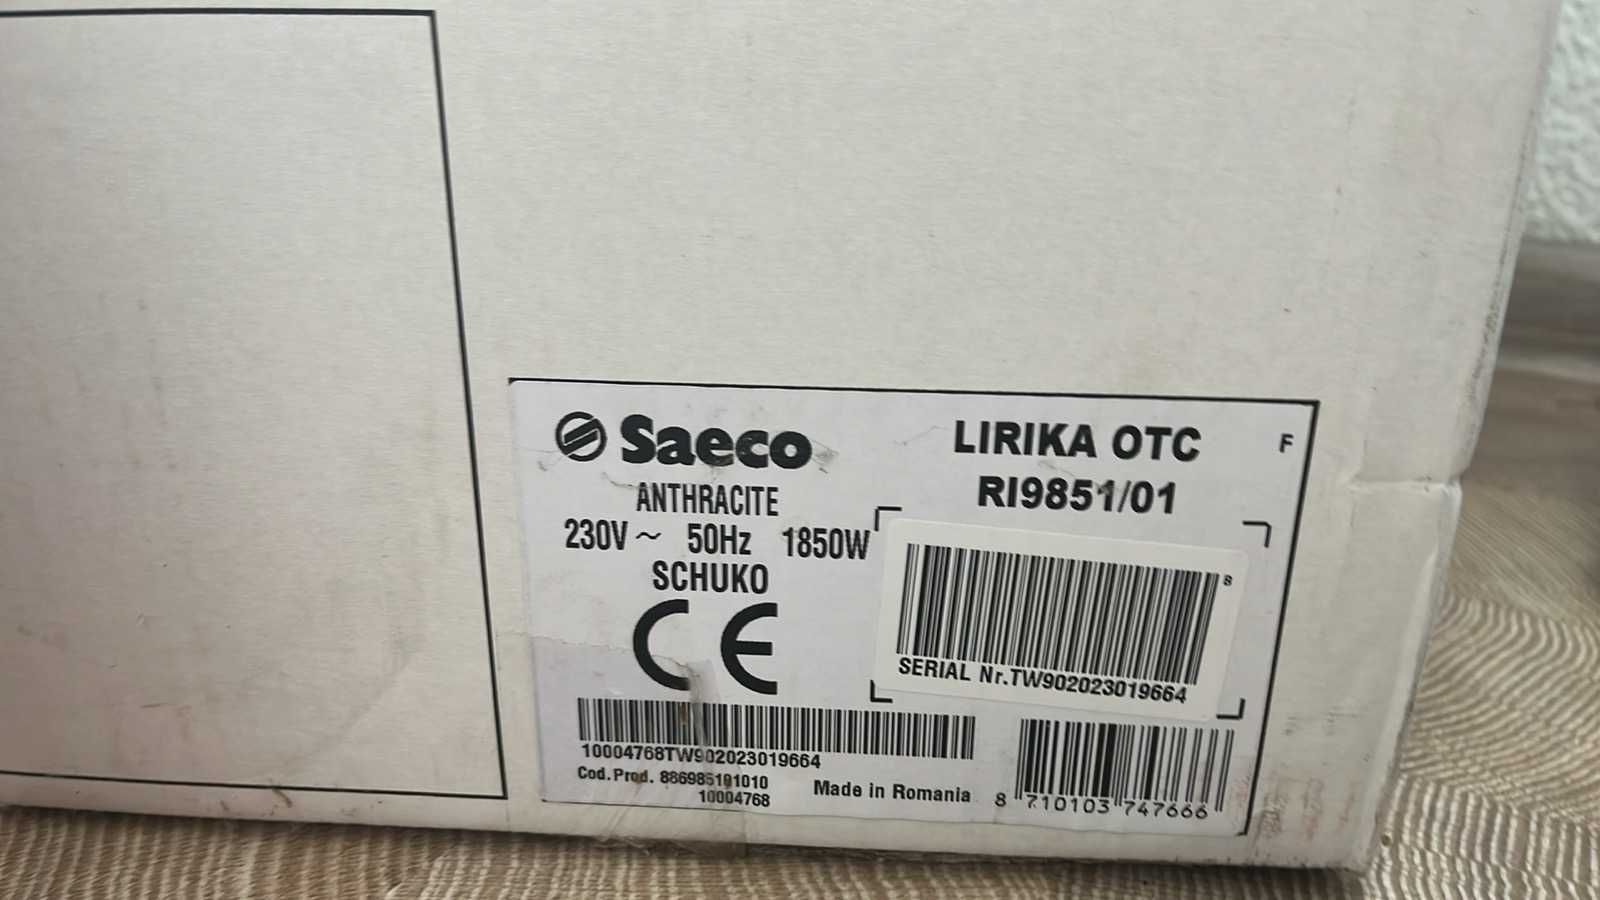 Saeco
ANTHRACITE
230V ~ 50Hz 1850W
SCHUKO
CE
LIRIKA OTC
F
RI9851/01
8
SERIAL Nr.TW902023019664
10004768TW902023019664
Cod.Prod. 886985191010
10004768
Made in Romania
8 710103 747666